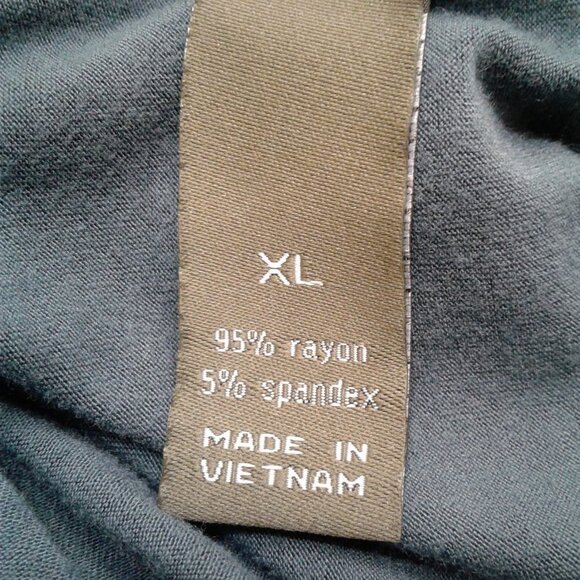 XL
95% rayon
5% spandex
MADE IN
VIETNAM